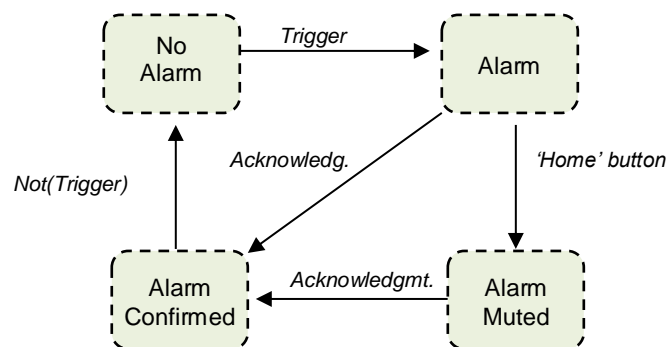 No
Alarm
Trigger
Alarm
Acknowledg.
‘Home’ button
Not(Trigger)
Alarm
Confirmed
Acknowledgmt.
Alarm
Muted